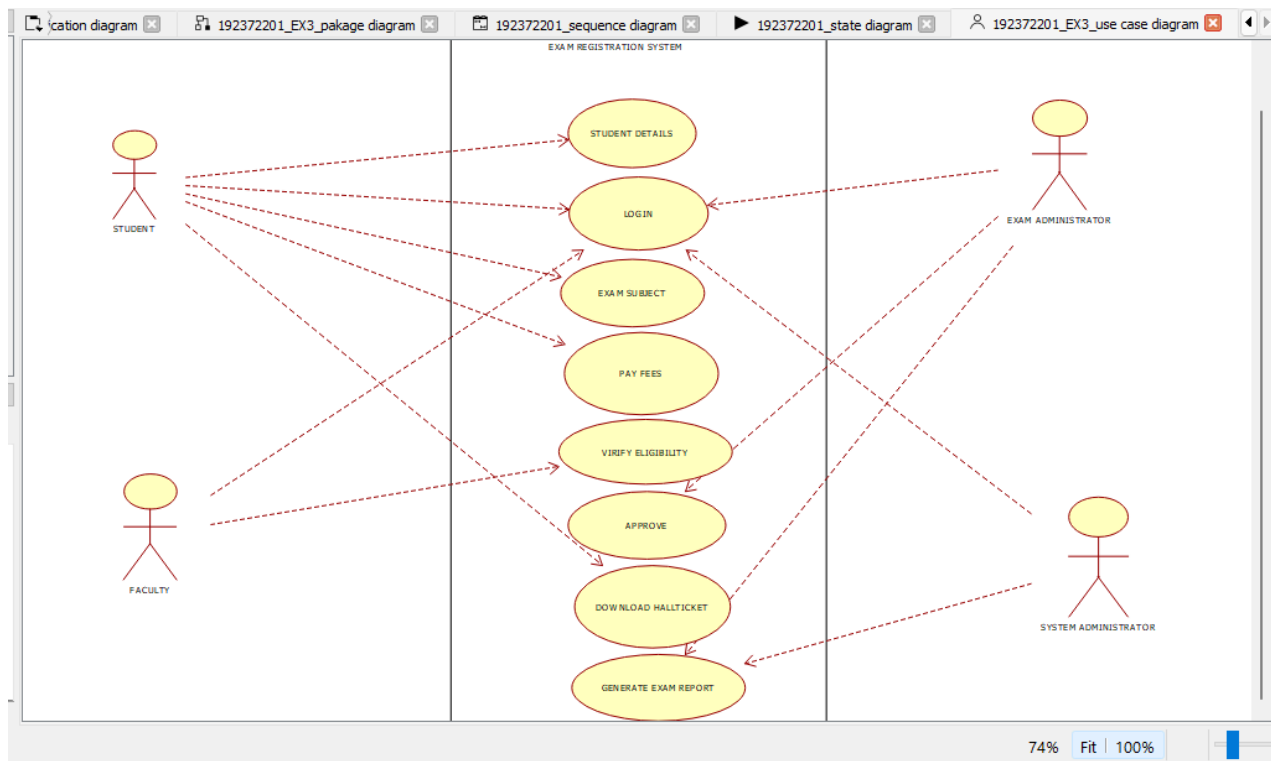 ication diagram
192372201_EX3_pakage diagram
192372201_sequence diagram
192372201_state diagram
192372201_EX3_use case diagram
EXAM REGISTRATION SYSTEM
STUDENT DETAILS
STUDENT
LOGIN
EXAM ADMINISTRATOR
EXAM SUBJECT
PAY FEES
VIRIFY ELIGIBILITY
APPROVE
FACULTY
DOWNLOAD HALLTICKET
SYSTEM ADMINISTRATOR
GENERATE EXAM REPORT
74% Fit 100%